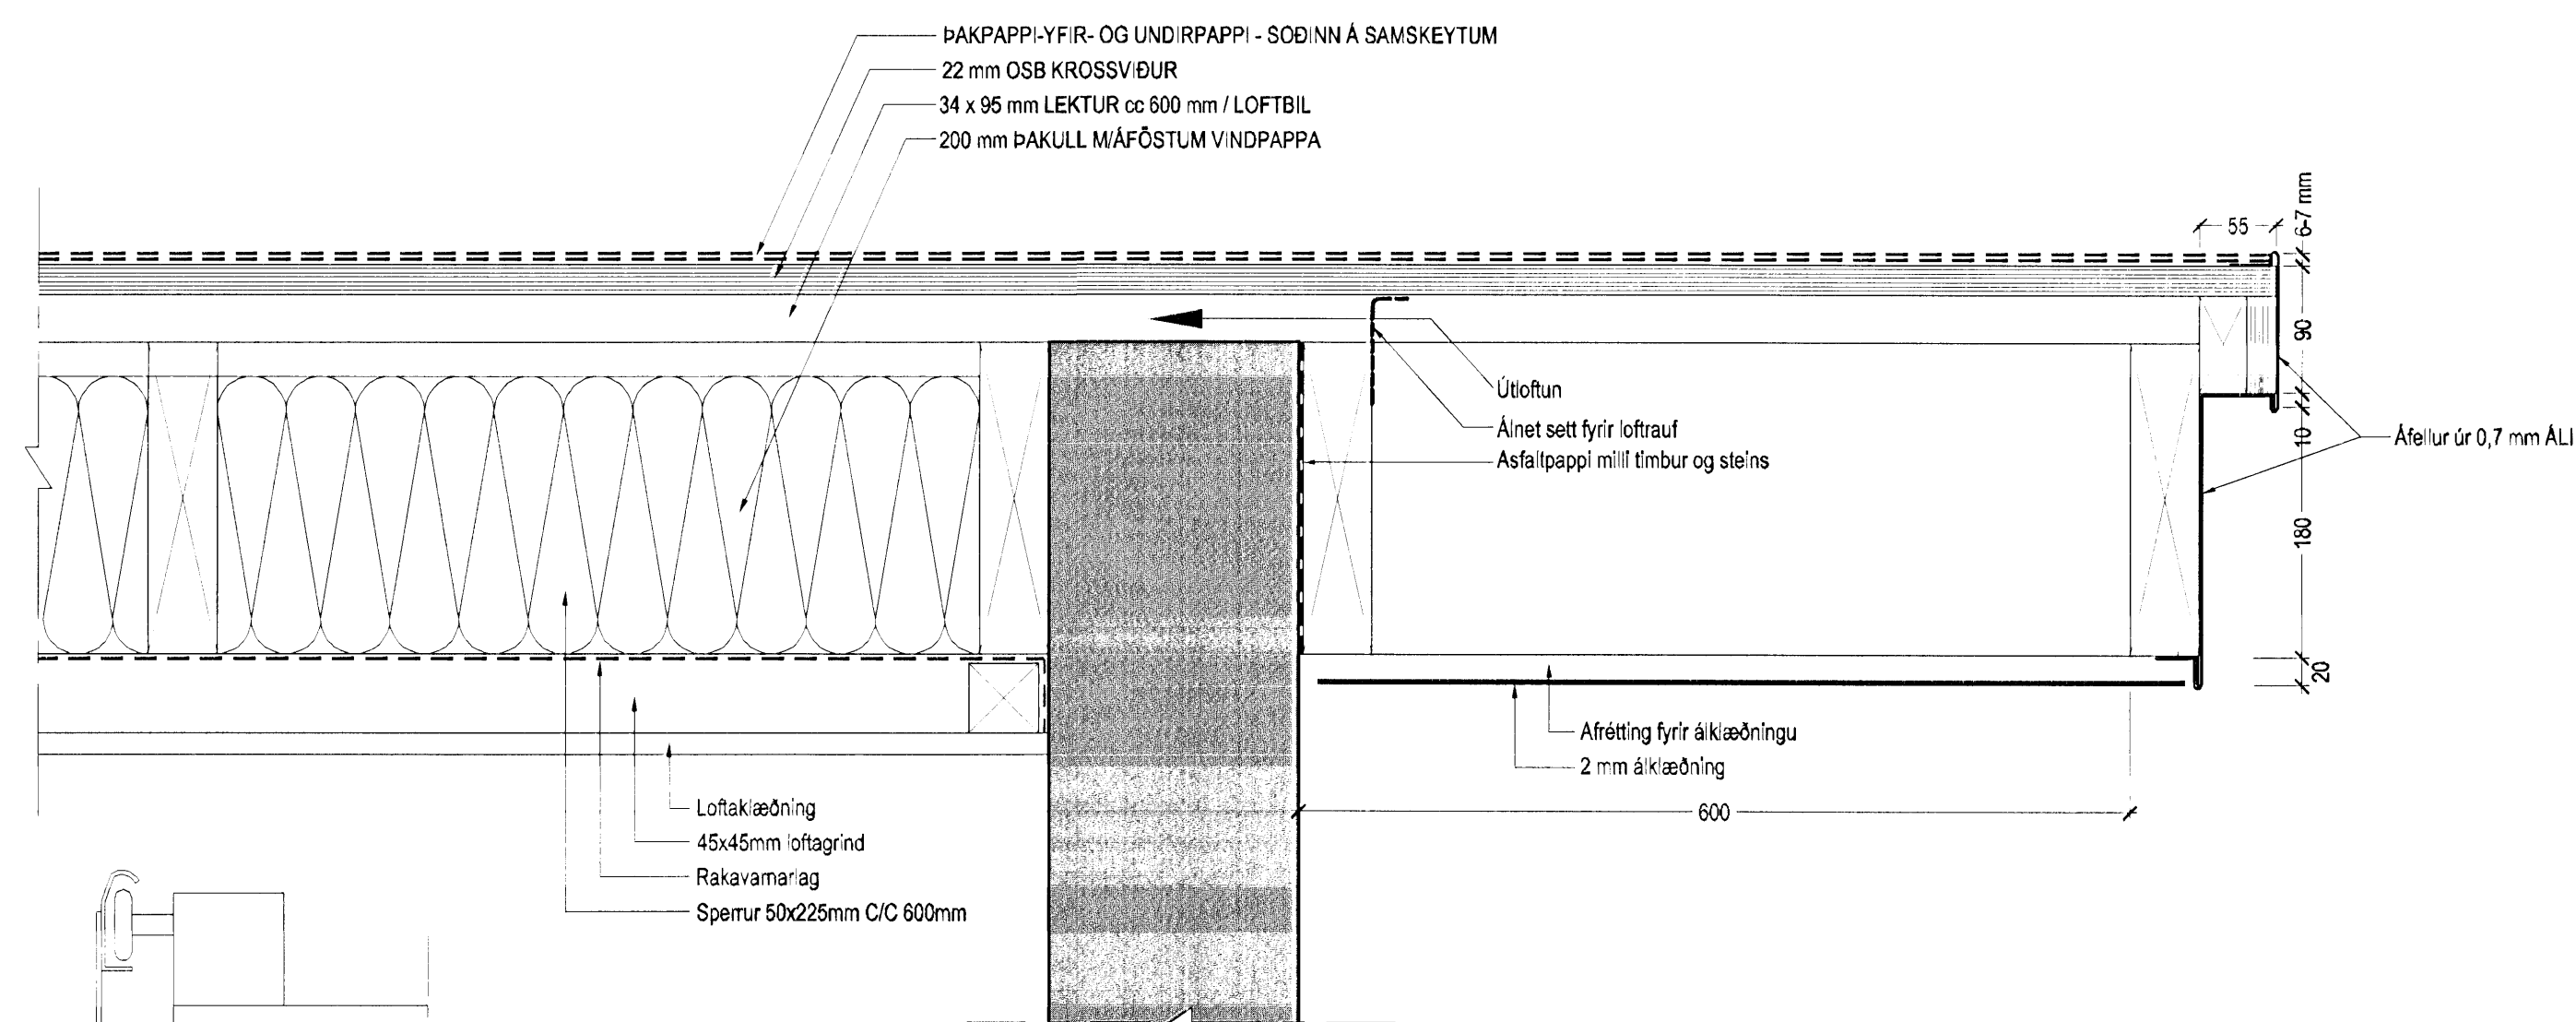 ÞAKPAPPI-YFIR- OG UNDIRPAPPI - SOÐINN Á SAMSKEYTUM
22 mm OSB KROSSVIÐUR
34 x 95 mm LEKTUR cc 600 mm / LOFTBIL
200 mm ÞAKULL M/ÁFÖSTUM VINDPAPPA
55
6-7 mm
90
10
180
20
Útloftun
Álnet sett fyrir loftrauf
Asfaltpappi milli timbur og steins
Áfellur úr 0,7 mm ÁLI
Afrétting fyrir álklæðningu
2 mm álklæðning
600
Loftaklæðning
45x45mm loftagrind
Rakavarnarlag
Sperrur 50x225mm C/C 600mm